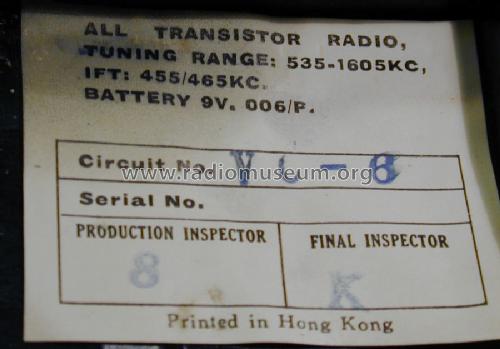 ALL TRANSISTOR RADIO,
TUNING RANGE: 535-1605KC,
IFT: 455/465KC.
BATTERY 9V. 006/P.
Circuit No. -6
www.radiomuseum.org
Serial No.
PRODUCTION INSPECTOR
8
FINAL INSPECTOR
K
Printed in Hong Kong